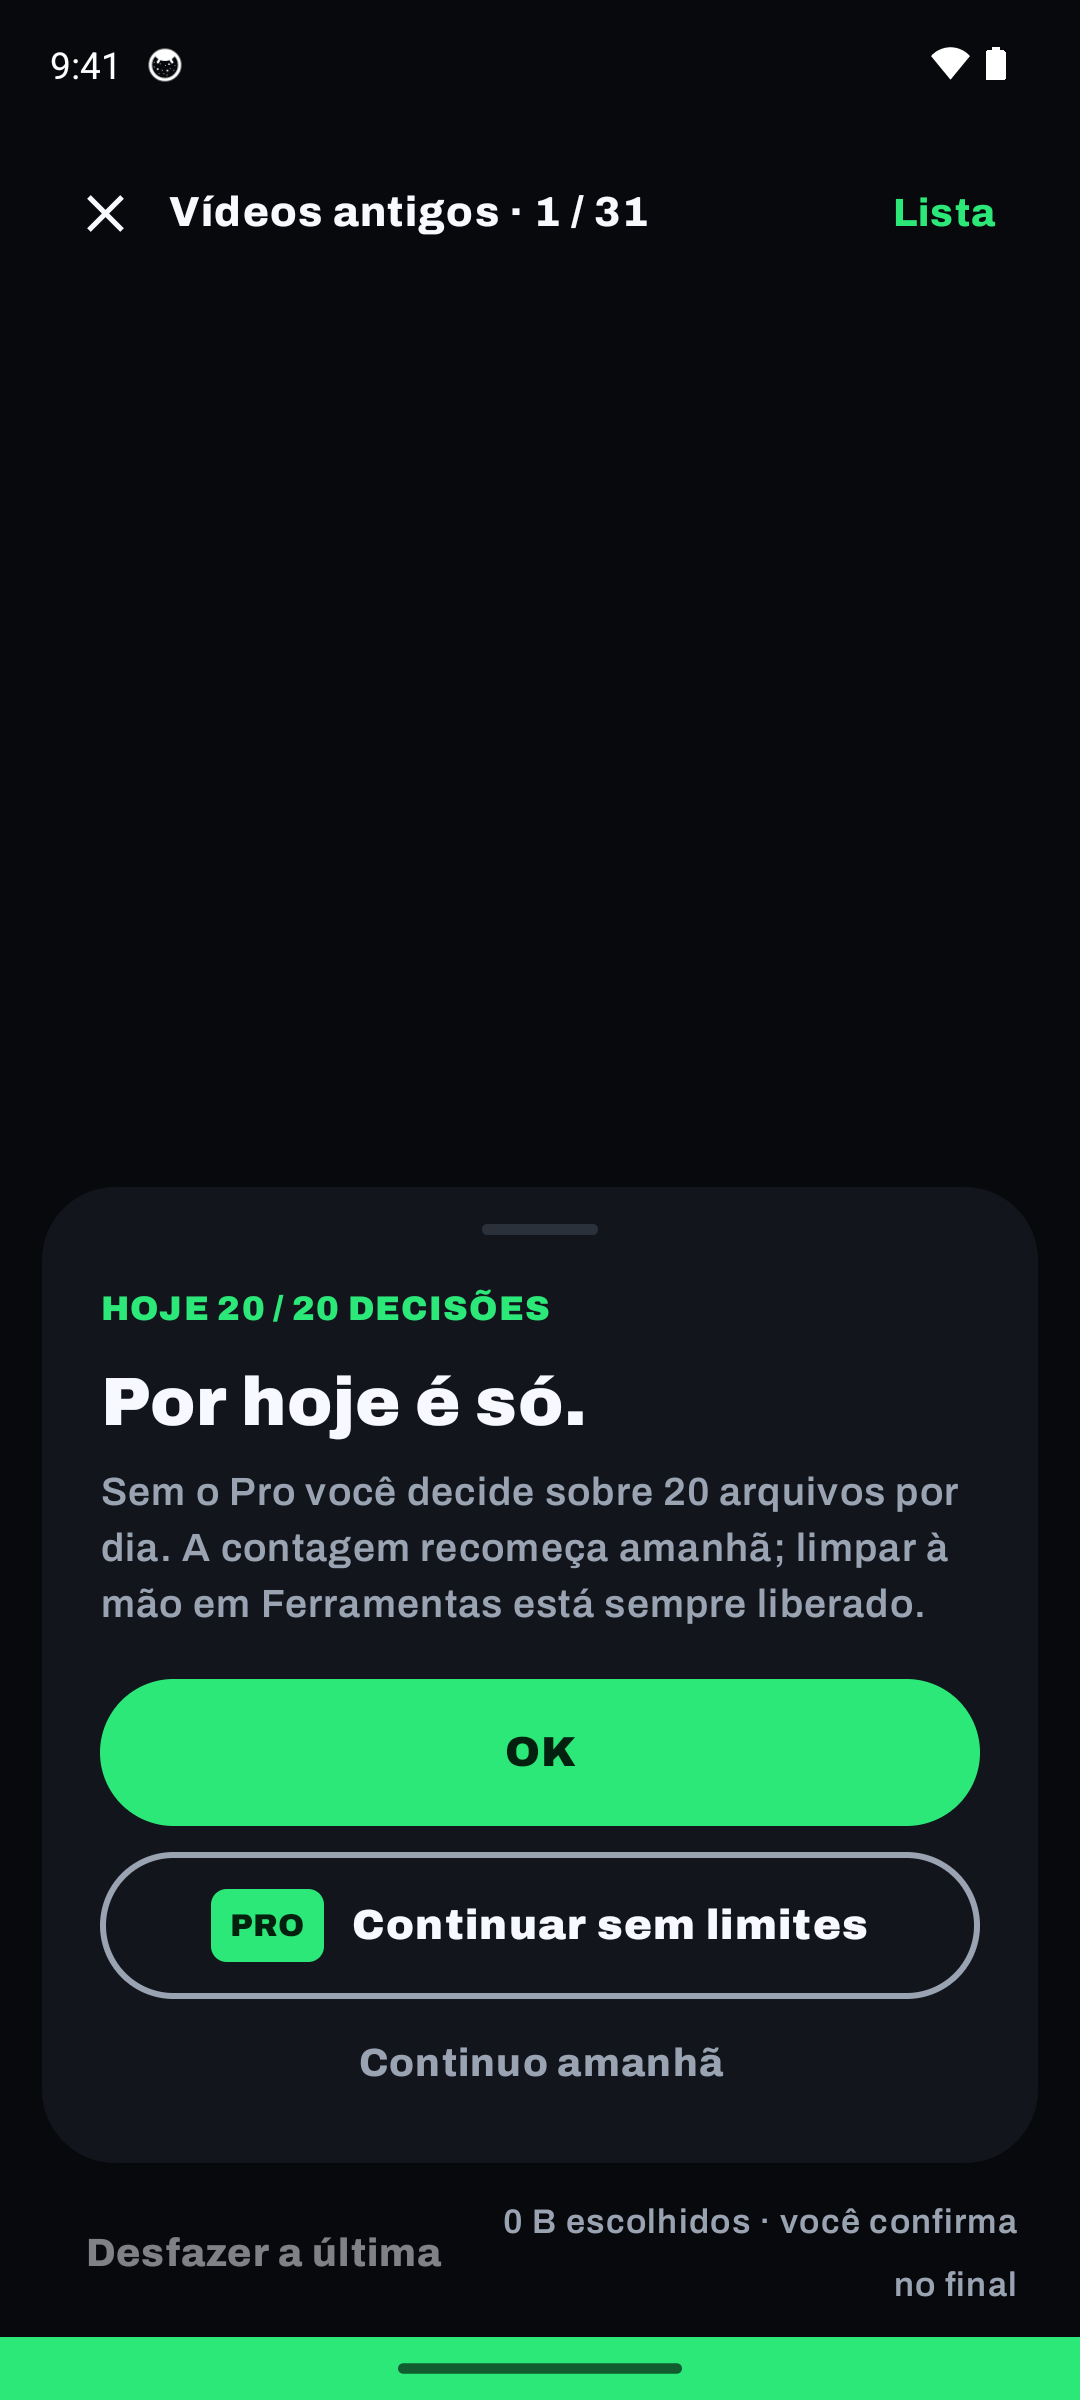 9:41
Vídeos antigos · 1 / 31
Lista
HOJE 20 / 20 DECISÕES
Por hoje é só.
Sem o Pro você decide sobre 20 arquivos por
dia. A contagem recomeça amanhã; limpar à
mão em Ferramentas está sempre liberado.
OK
PRO Continuar sem limites
Continuo amanhã
Desfazer a última
0 B escolhidos · você confirma
no final